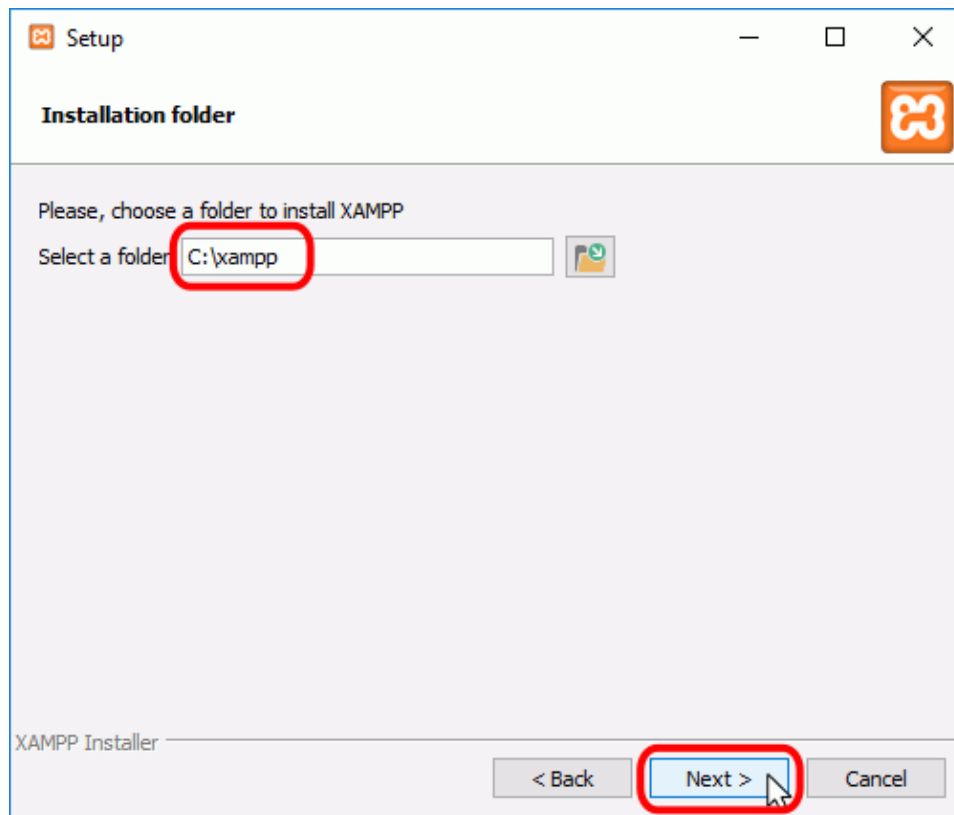 Setup
Installation folder
Please, choose a folder to install XAMPP
Select a folder C:\xampp
XAMPP Installer
< Back Next > Cancel